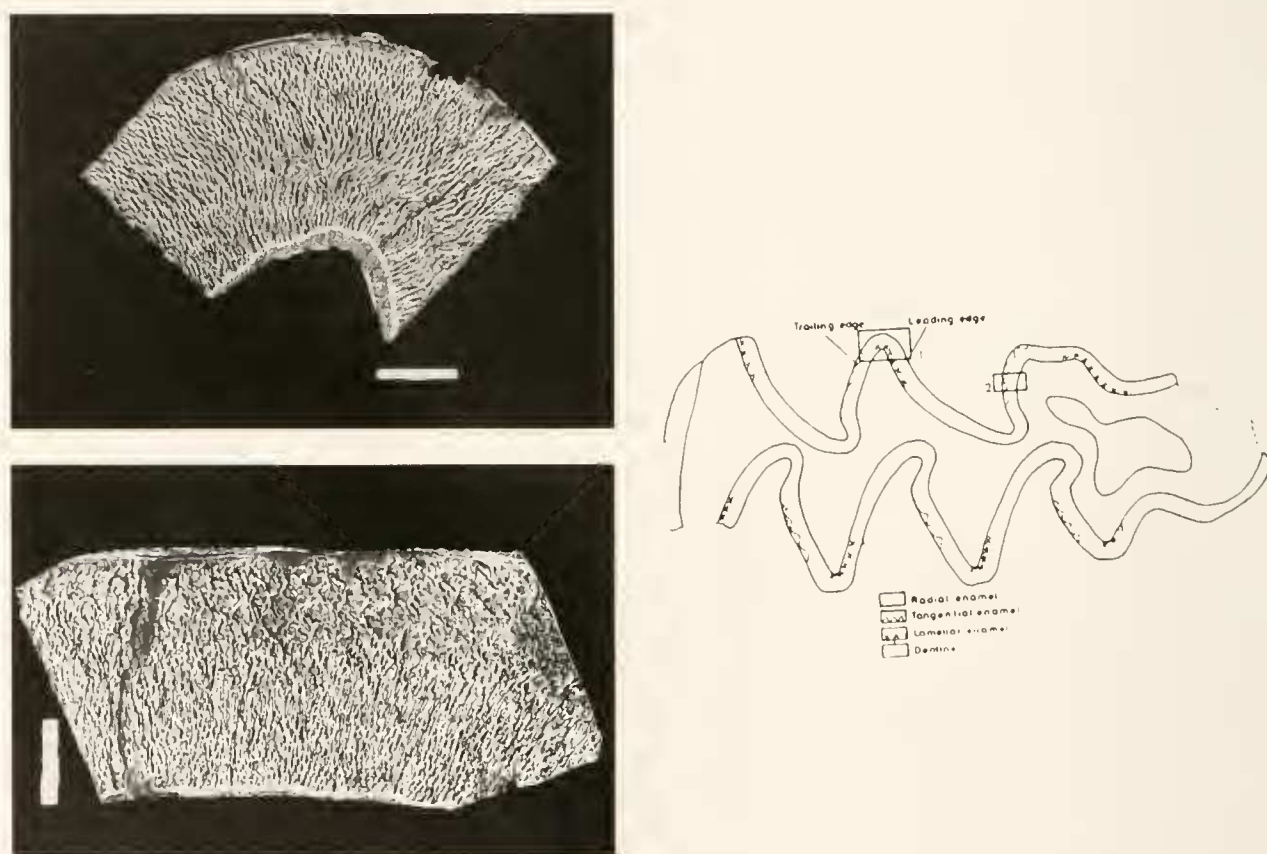 Trailing edge
Leading edge
1
2
Radial enamel
Tangential enamel
Lamellar enamel
Dentine